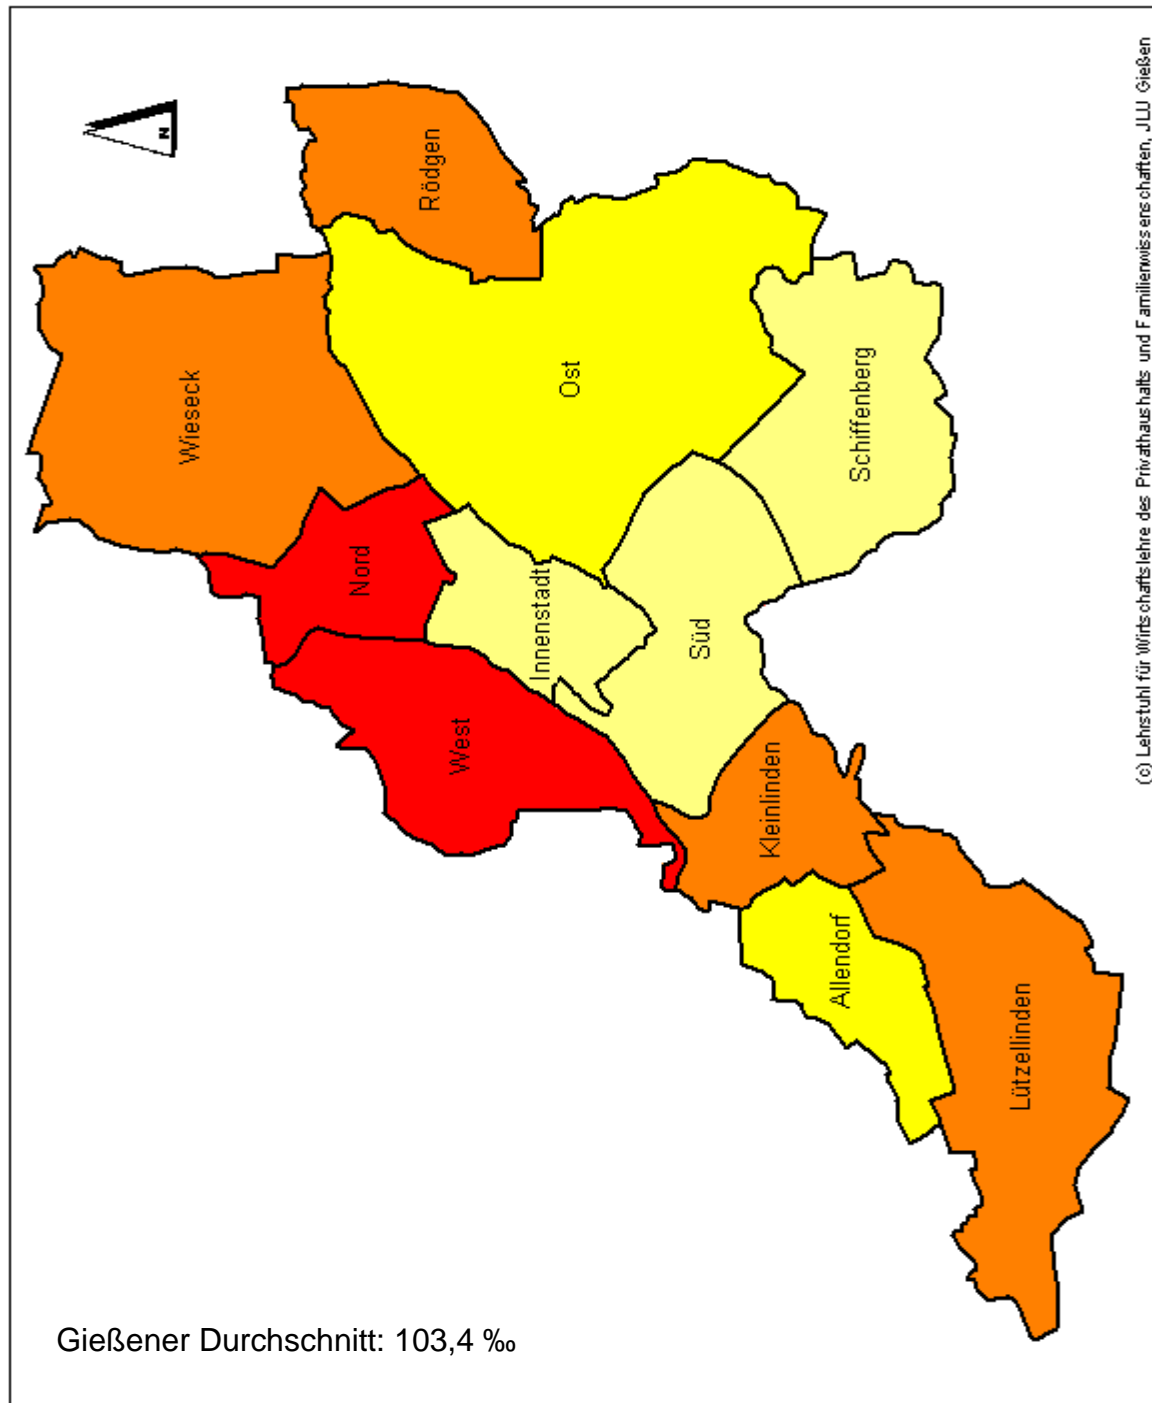 N
Rödgen
Wieseck
Ost
Schiffenberg
Nord
Innenstadt
Süd
West
Kleinlinden
Allendorf
Lützellinden
Gießener Durchschnitt: 103,4 ‰
(c) Lehrstuhl für Wirtschaftslehre des Privathaushalts und Familienwissenschaften, JLU Gießen